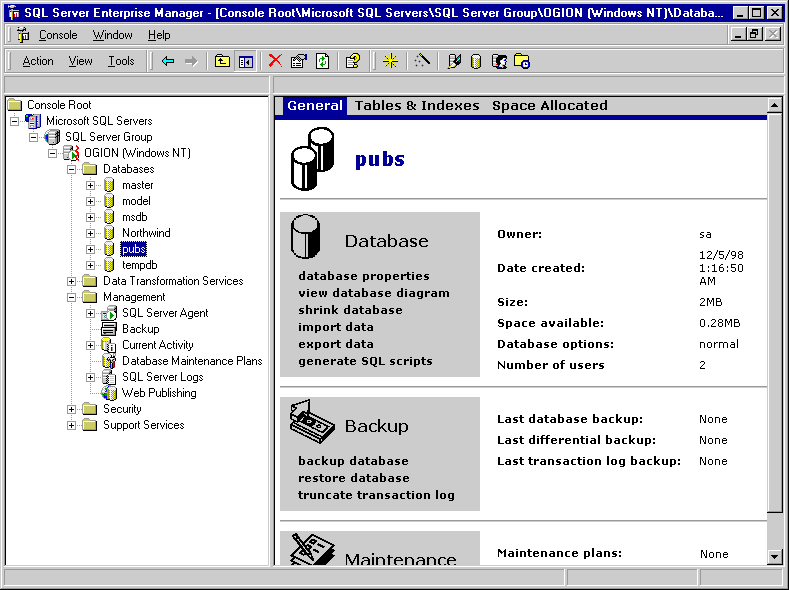 SQL Server Enterprise Manager - [Console Root\Microsoft SQL Servers\SQL Server Group\OGION (Windows NT)\Databa...
Console Window Help
Action View Tools
Console Root
Microsoft SQL Servers
SQL Server Group
OGION (Windows NT)
Databases
master
model
msdb
Northwind
pubs
tempdb
Data Transformation Services
Management
SQL Server Agent
Backup
Current Activity
Database Maintenance Plans
SQL Server Logs
Web Publishing
Security
Support Services
General Tables & Indexes Space Allocated
pubs
Database
database properties
view database diagram
shrink database
import data
export data
generate SQL scripts
Owner: sa
Date created: 12/5/98
1:16:50
AM
Size: 2MB
Space available: 0.28MB
Database options: normal
Number of users 2
Backup
backup database
restore database
truncate transaction log
Last database backup: None
Last differential backup: None
Last transaction log backup: None
Maintenance
Maintenance plans: None